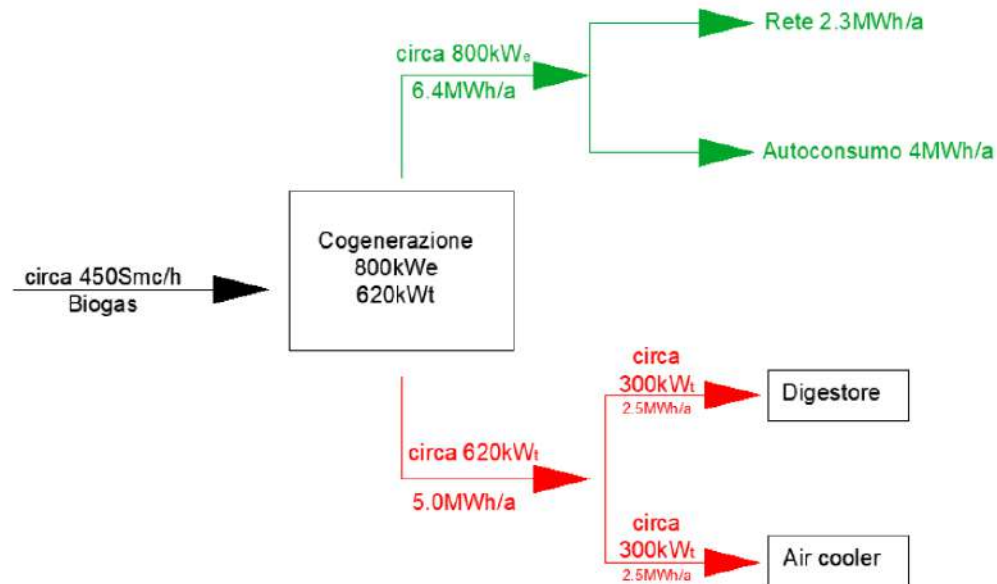 circa 800kWe
6.4MWh/a
Rete 2.3MWh/a
Autoconsumo 4MWh/a
circa 450Smc/h
Biogas
Cogenerazione
800kWe
620kWt
circa 620kWt
5.0MWh/a
circa
300kWt
2.5MWh/a
Digestore
circa
300kWt
2.5MWh/a
Air cooler